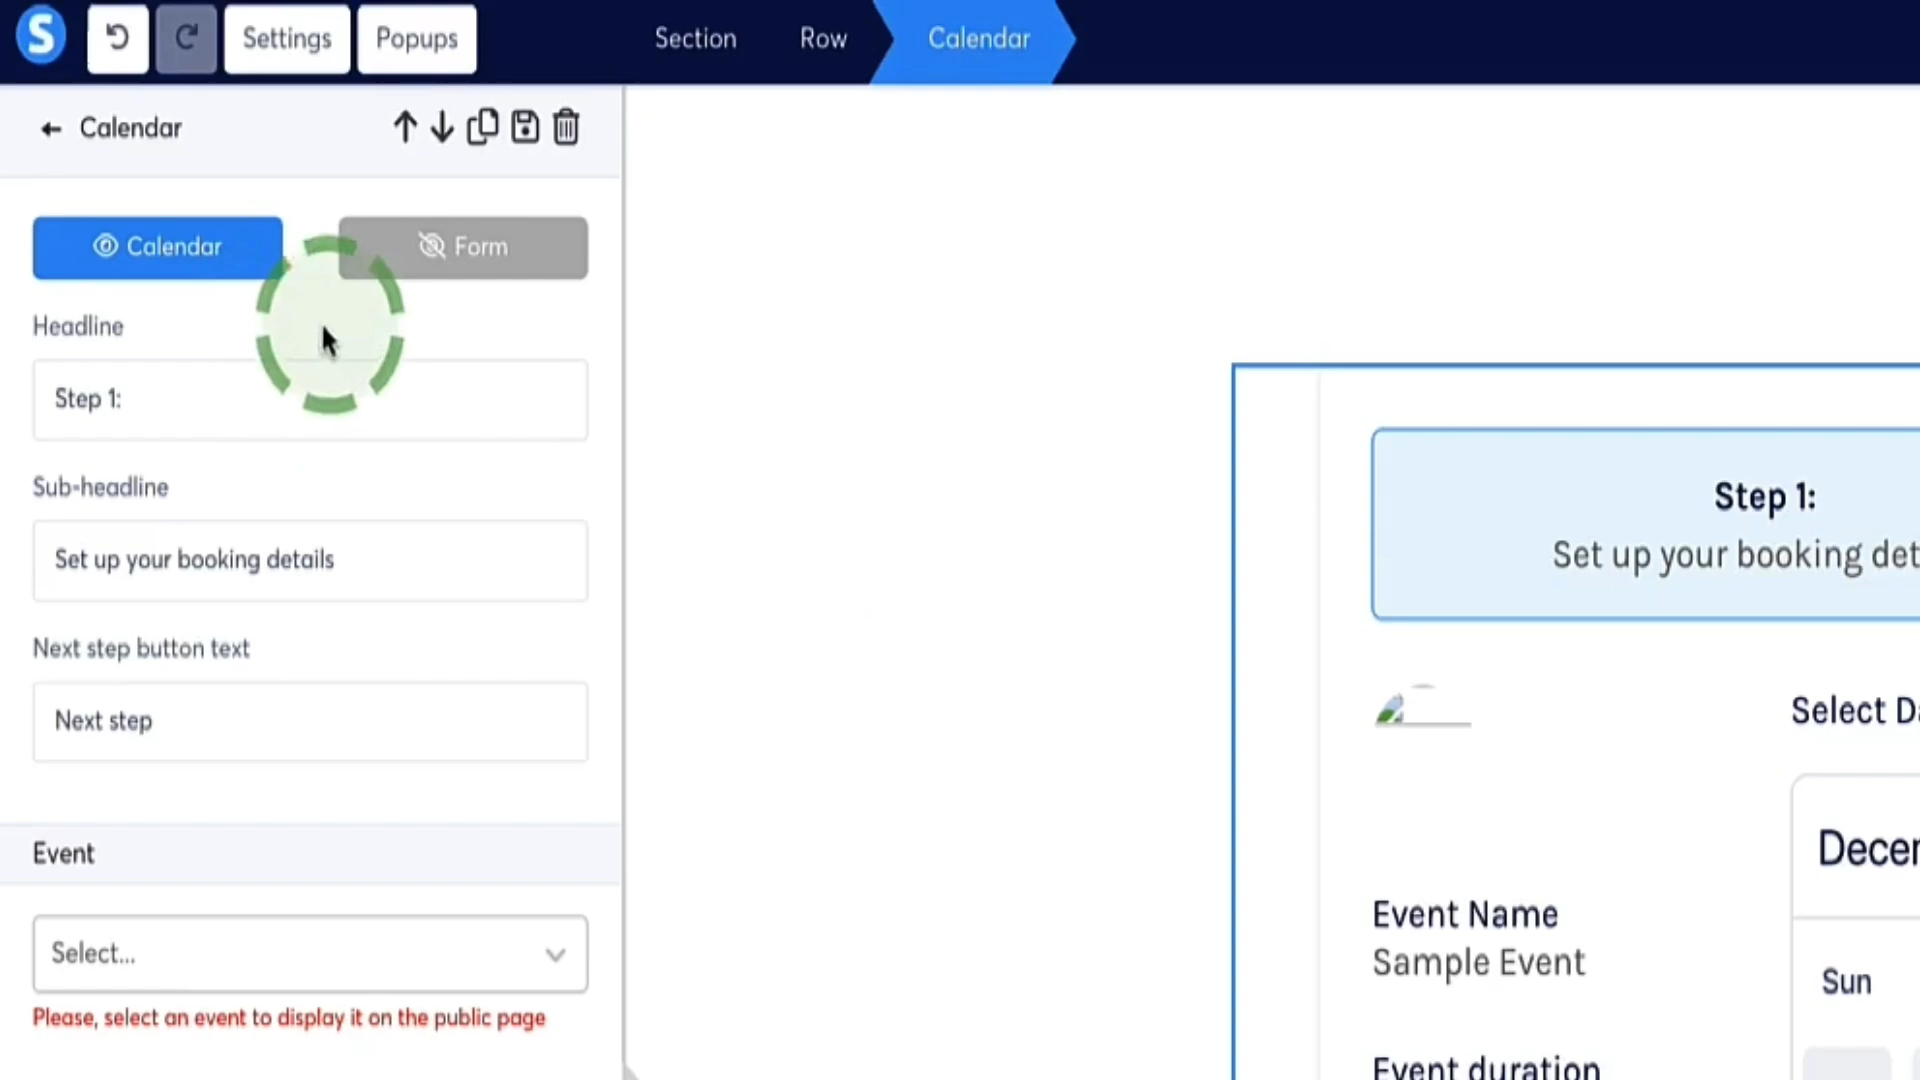 S
Settings
Popups
Section
Row
Calendar
Calendar
Calendar
Form
Headline
Step 1:
Sub-headline
Set up your booking details
Next step button text
Next step
Event
Select...
Please, select an event to display it on the public page
Step 1:
Set up your booking det
Select Da
Decem
Event Name
Sample Event
Sun
Event duration